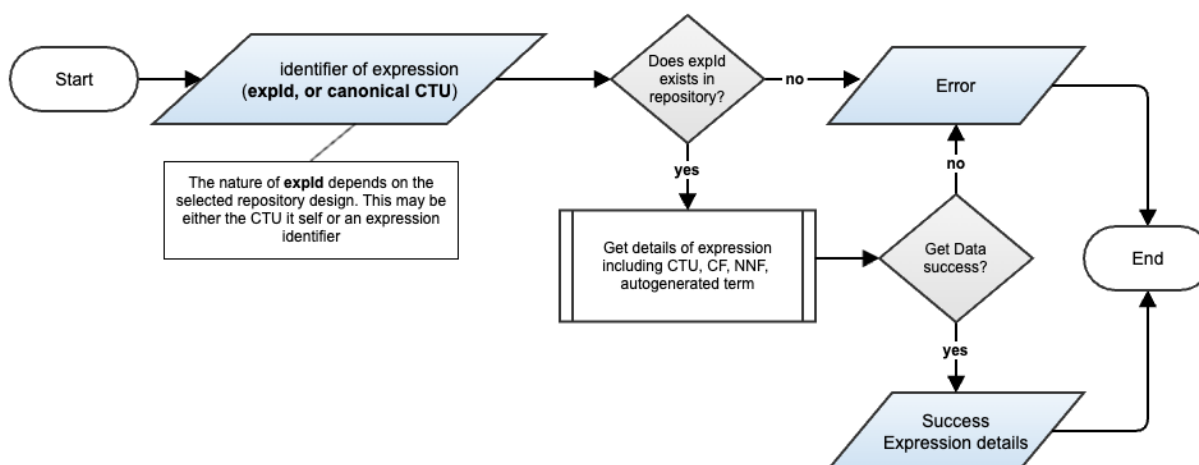 Start
identifier of expression
(expId, or canonical CTU)
The nature of expId depends on the
selected repository design. This may be
either the CTU it self or an expression
identifier
Does expId
exists in
repository?
no
Error
yes
no
Get details of expression
including CTU, CF, NNF,
autogenerated term
Get Data
success?
End
yes
Success
Expression details